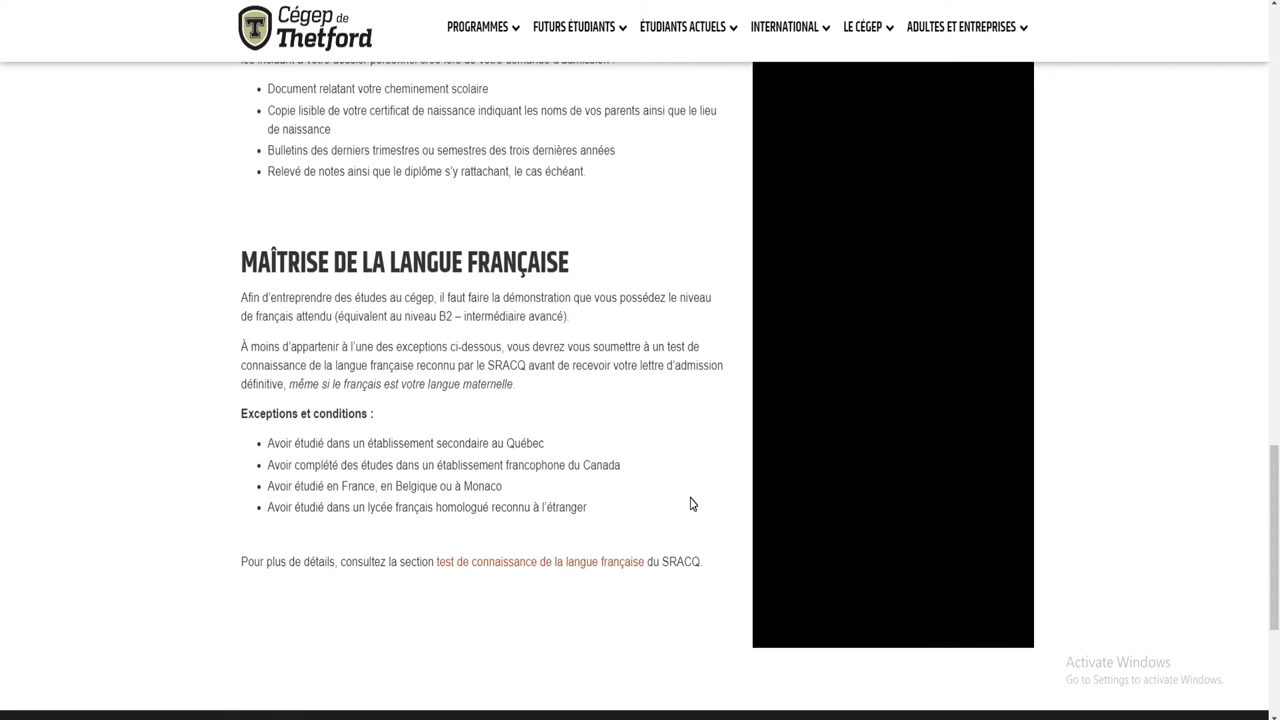 Cégep de
Thetford
PROGRAMMES
FUTURS ÉTUDIANTS
ÉTUDIANTS ACTUELS
INTERNATIONAL
LE CÉGEP
ADULTES ET ENTREPRISES
• Document relatant votre cheminement scolaire
• Copie lisible de votre certificat de naissance indiquant les noms de vos parents ainsi que le lieu
de naissance
• Bulletins des derniers trimestres ou semestres des trois dernières années
• Relevé de notes ainsi que le diplôme s'y rattachant, le cas échéant.
MAÎTRISE DE LA LANGUE FRANÇAISE
Afin d'entreprendre des études au cégep, il faut faire la démonstration que vous possédez le niveau
de français attendu (équivalent au niveau B2 – intermédiaire avancé).
À moins d'appartenir à l'une des exceptions ci-dessous, vous devrez vous soumettre à un test de
connaissance de la langue française reconnu par le SRACQ avant de recevoir votre lettre d'admission
définitive, même si le français est votre langue maternelle.
Exceptions et conditions :
• Avoir étudié dans un établissement secondaire au Québec
• Avoir complété des études dans un établissement francophone du Canada
• Avoir étudié en France, en Belgique ou à Monaco
• Avoir étudié dans un lycée français homologué reconnu à l'étranger
Pour plus de détails, consultez la section test de connaissance de la langue française du SRACQ.
Activate Windows
Go to Settings to activate Windows.